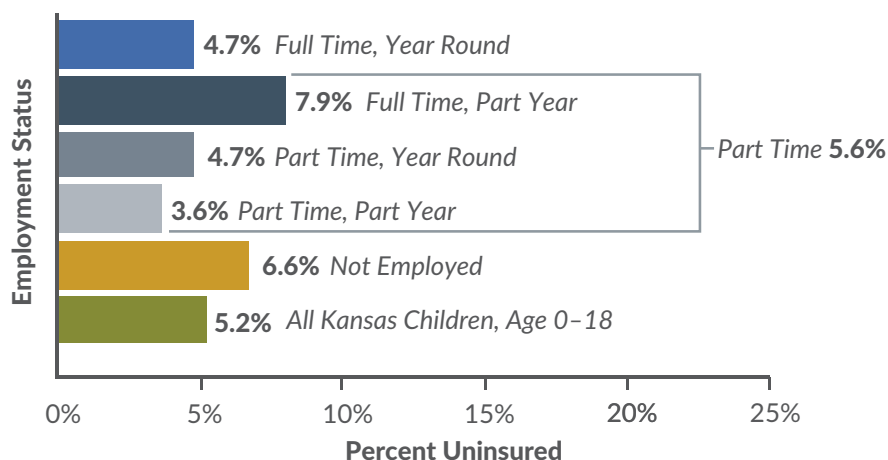 4.7% Full Time, Year Round
7.9% Full Time, Part Year
Part Time 5.6%
4.7% Part Time, Year Round
3.6% Part Time, Part Year
6.6% Not Employed
5.2% All Kansas Children, Age 0–18
Employment Status
0% 5% 10% 15% 20% 25%
Percent Uninsured